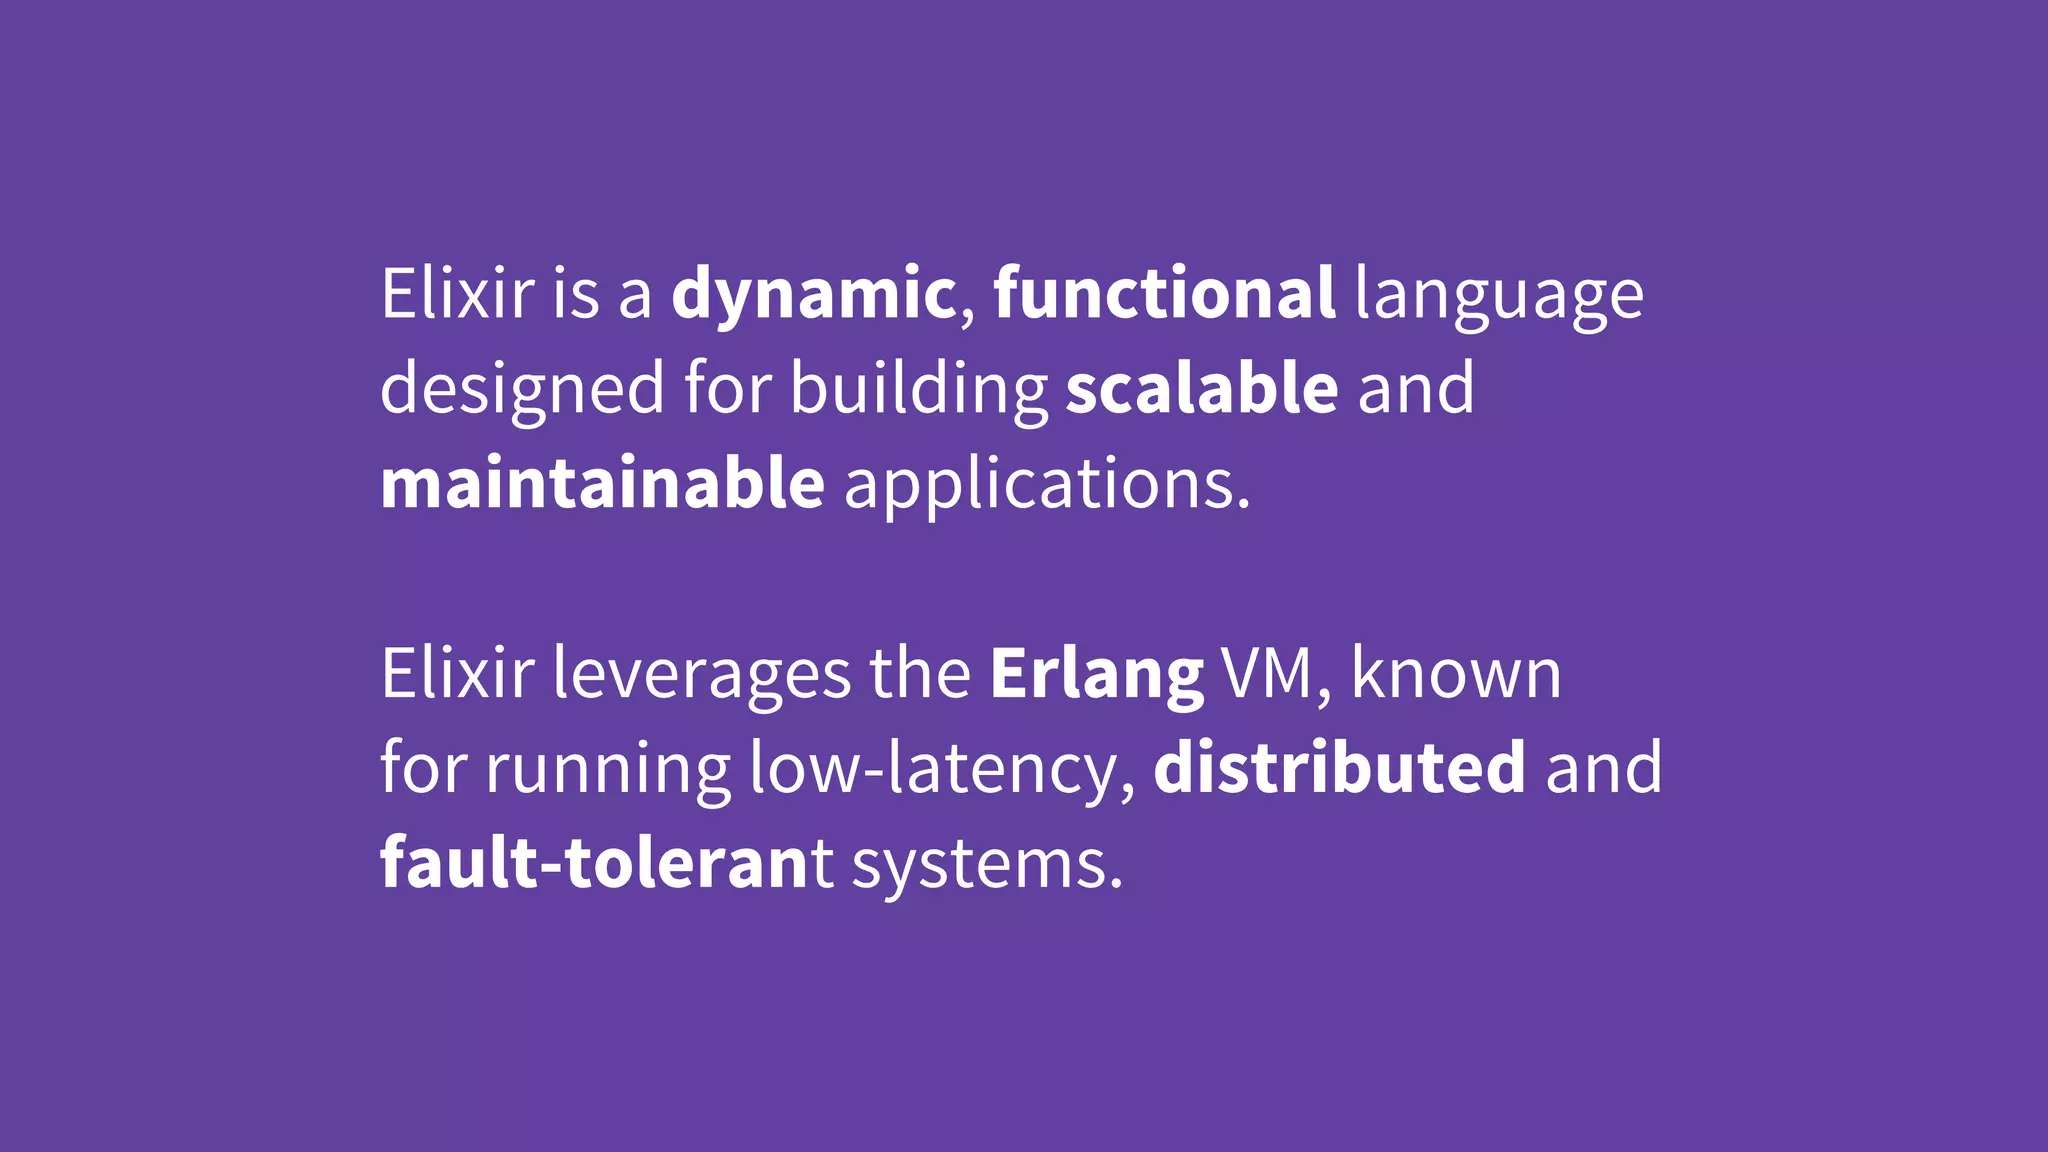 Elixir is a dynamic, functional language
designed for building scalable and
maintainable applications.
Elixir leverages the Erlang VM, known
for running low-latency, distributed and
fault-tolerant systems.